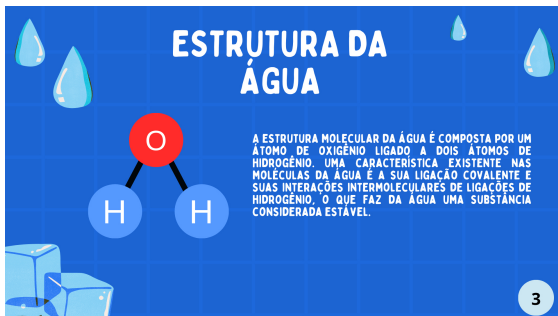 ESTRUTURA DA
ÁGUA
O
H
H
A ESTRUTURA MOLECULAR DA ÁGUA É COMPOSTA POR UM
ÁTOMO DE OXIGÊNIO LIGADO A DOIS ÁTOMOS DE
HIDROGÊNIO. UMA CARACTERÍSTICA EXISTENTE NAS
MOLÉCULAS DA ÁGUA É A SUA LIGAÇÃO COVALENTE E
SUAS INTERAÇÕES INTERMOLECULARES DE LIGAÇÕES DE
HIDROGÊNIO, O QUE FAZ DA ÁGUA UMA SUBSTÂNCIA
CONSIDERADA ESTÁVEL.
3